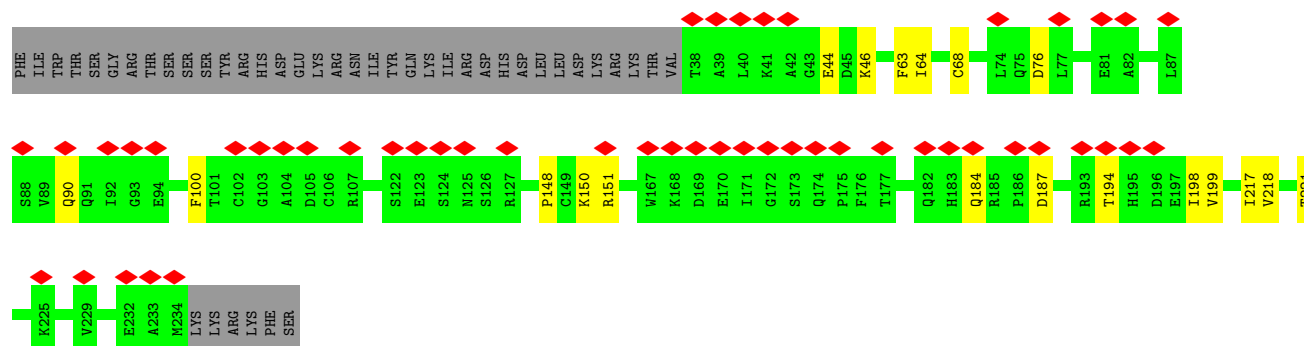 PHE ILE TRP THR THR SER GLY ARG THR SER SER SER TYR ARG HIS ASP GLU LYS ARG ASN ILE TYR GLN LYS ILE ARG ASP HIS ASP LEU LEU ASP LYS ARG LYS THR VAL T38 A39 L40 K41 A42 G43 E44 D45 K46 F63 I64 C68 L74 Q75 D76 L77 E81 A82 L87
S88 V89 Q90 Q91 I92 G93 E94 F100 T101 C102 G103 A104 D105 C106 R107 S122 E123 S124 N125 S126 R127 P148 C149 K150 R151 W167 K168 D169 E170 I171 G172 S173 Q174 P175 F176 T177 Q182 H183 Q184 R185 P186 D187 R193 T194 H195 D196 E197 I198 V199 I217 V218
K225 V229 E232 A233 M234 LYS LYS ARG LYS PHE SER